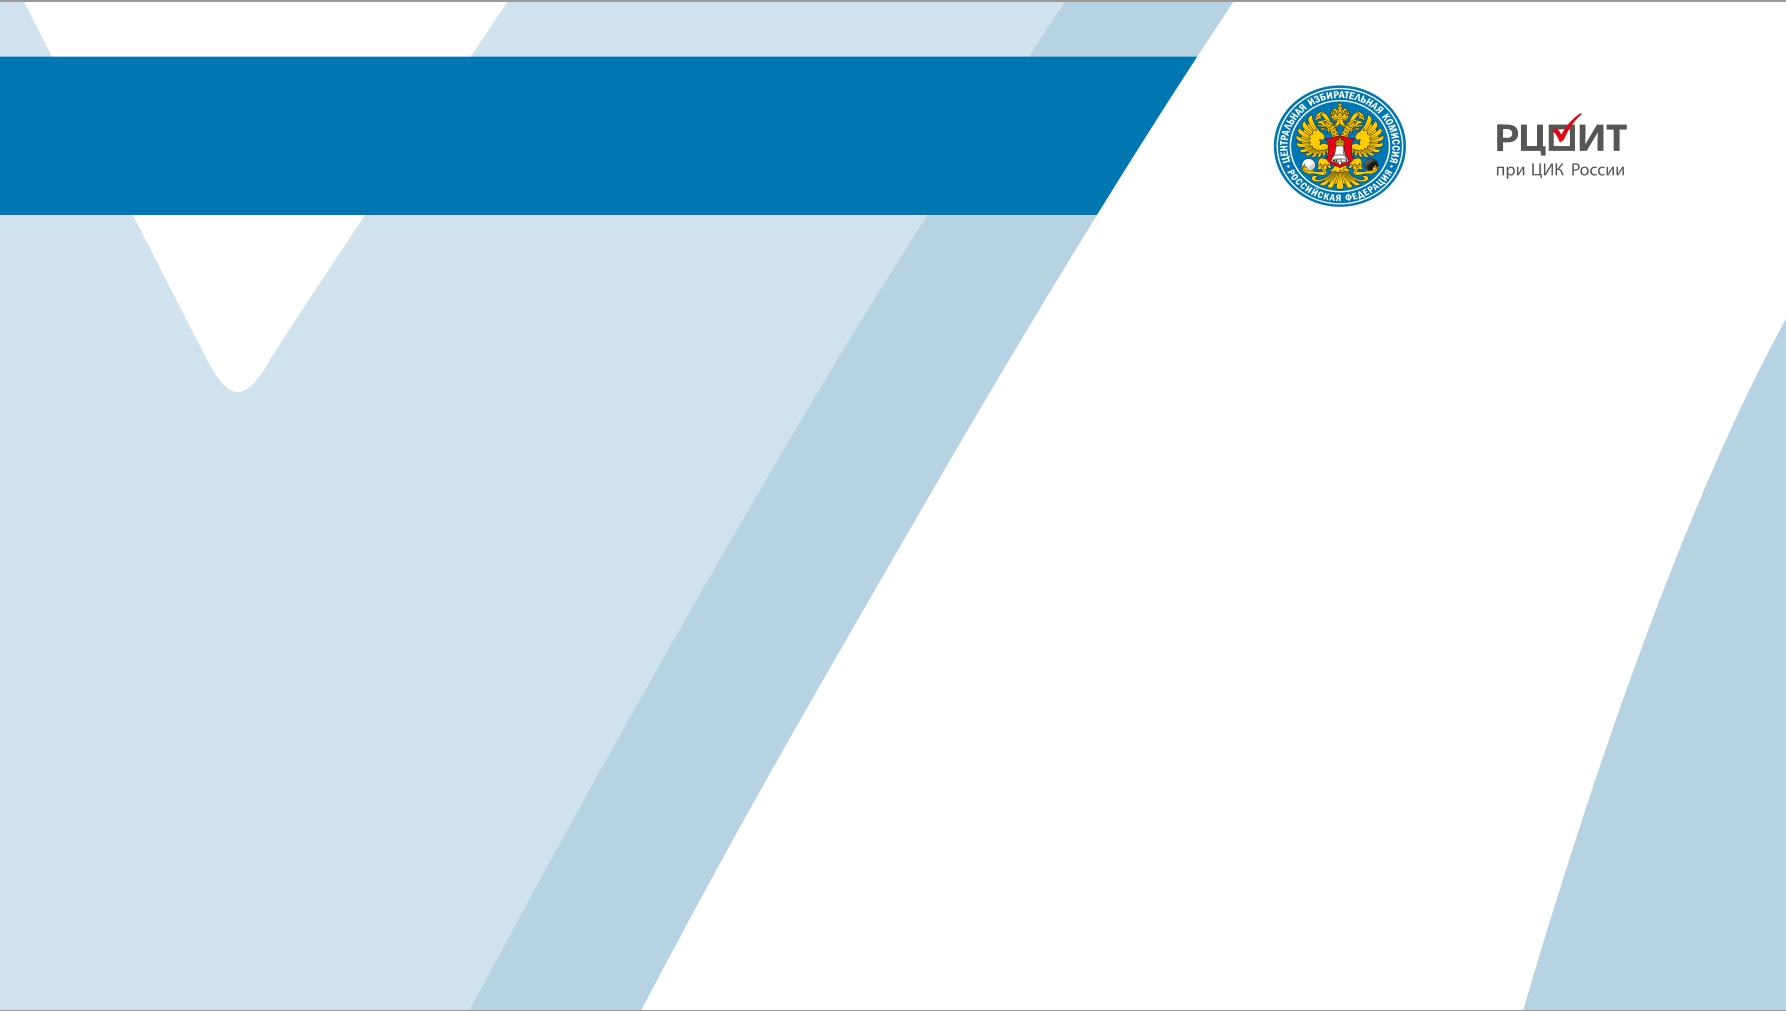 ЦЕНТРАЛЬНАЯ ИЗБИРАТЕЛЬНАЯ КОМИССИЯ
РОССИЙСКАЯ ФЕДЕРАЦИЯ
РЦОИТ
при ЦИК России